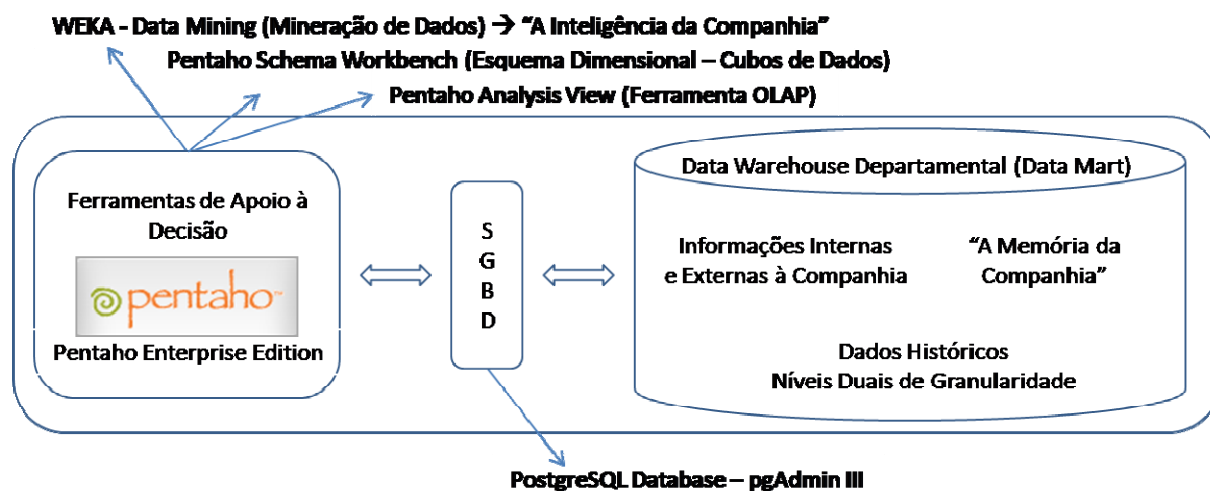 WEKA - Data Mining (Mineração de Dados) → “A Inteligência da Companhia”
Pentaho Schema Workbench (Esquema Dimensional – Cubos de Dados)
Pentaho Analysis View (Ferramenta OLAP)
Ferramentas de Apoio à
Decisão
pentaho™
Pentaho Enterprise Edition
S
G
B
D
Data Warehouse Departamental (Data Mart)
Informações Internas
e Externas à Companhia
“A Memória da
Companhia”
Dados Históricos
Níveis Duais de Granularidade
PostgreSQL Database – pgAdmin III